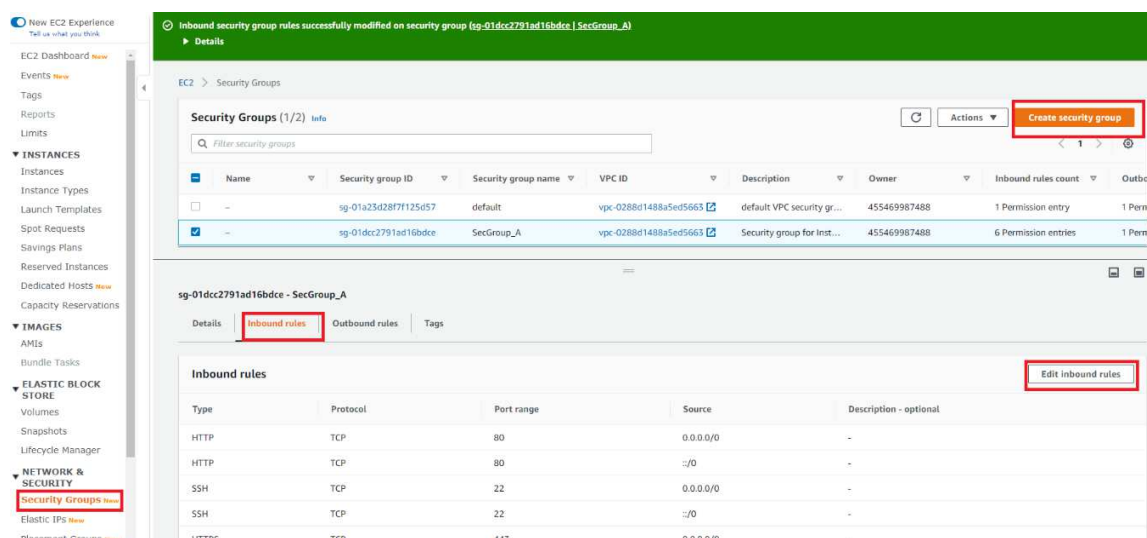 New EC2 Experience
Tell us what you think
EC2 Dashboard New
Events New
Tags
Reports
Limits
INSTANCES
Instances
Instance Types
Launch Templates
Spot Requests
Savings Plans
Reserved Instances
Dedicated Hosts New
Capacity Reservations
IMAGES
AMIs
Bundle Tasks
ELASTIC BLOCK
STORE
Volumes
Snapshots
Lifecycle Manager
NETWORK &
SECURITY
Security Groups New
Elastic IPs New
Inbound security group rules successfully modified on security group (sg-01dcc2791ad16bdce | SecGroup_A)
Details
EC2 > Security Groups
Security Groups (1/2) Info
Actions
Create security group
Filter security groups
< 1 >
Name Security group ID Security group name VPC ID Description Owner Inbound rules count Outbo
– sg-01a23d28f7f125d57 default vpc-0288d1488a5ed5663 default VPC security gr... 455469987488 1 Permission entry 1 Perm
– sg-01dcc2791ad16bdce SecGroup_A vpc-0288d1488a5ed5663 Security group for Inst... 455469987488 6 Permission entries 1 Perm
sg-01dcc2791ad16bdce - SecGroup_A
Details Inbound rules Outbound rules Tags
Inbound rules
Edit inbound rules
Type Protocol Port range Source Description - optional
HTTP TCP 80 0.0.0.0/0 -
HTTP TCP 80 ::/0 -
SSH TCP 22 0.0.0.0/0 -
SSH TCP 22 ::/0 -